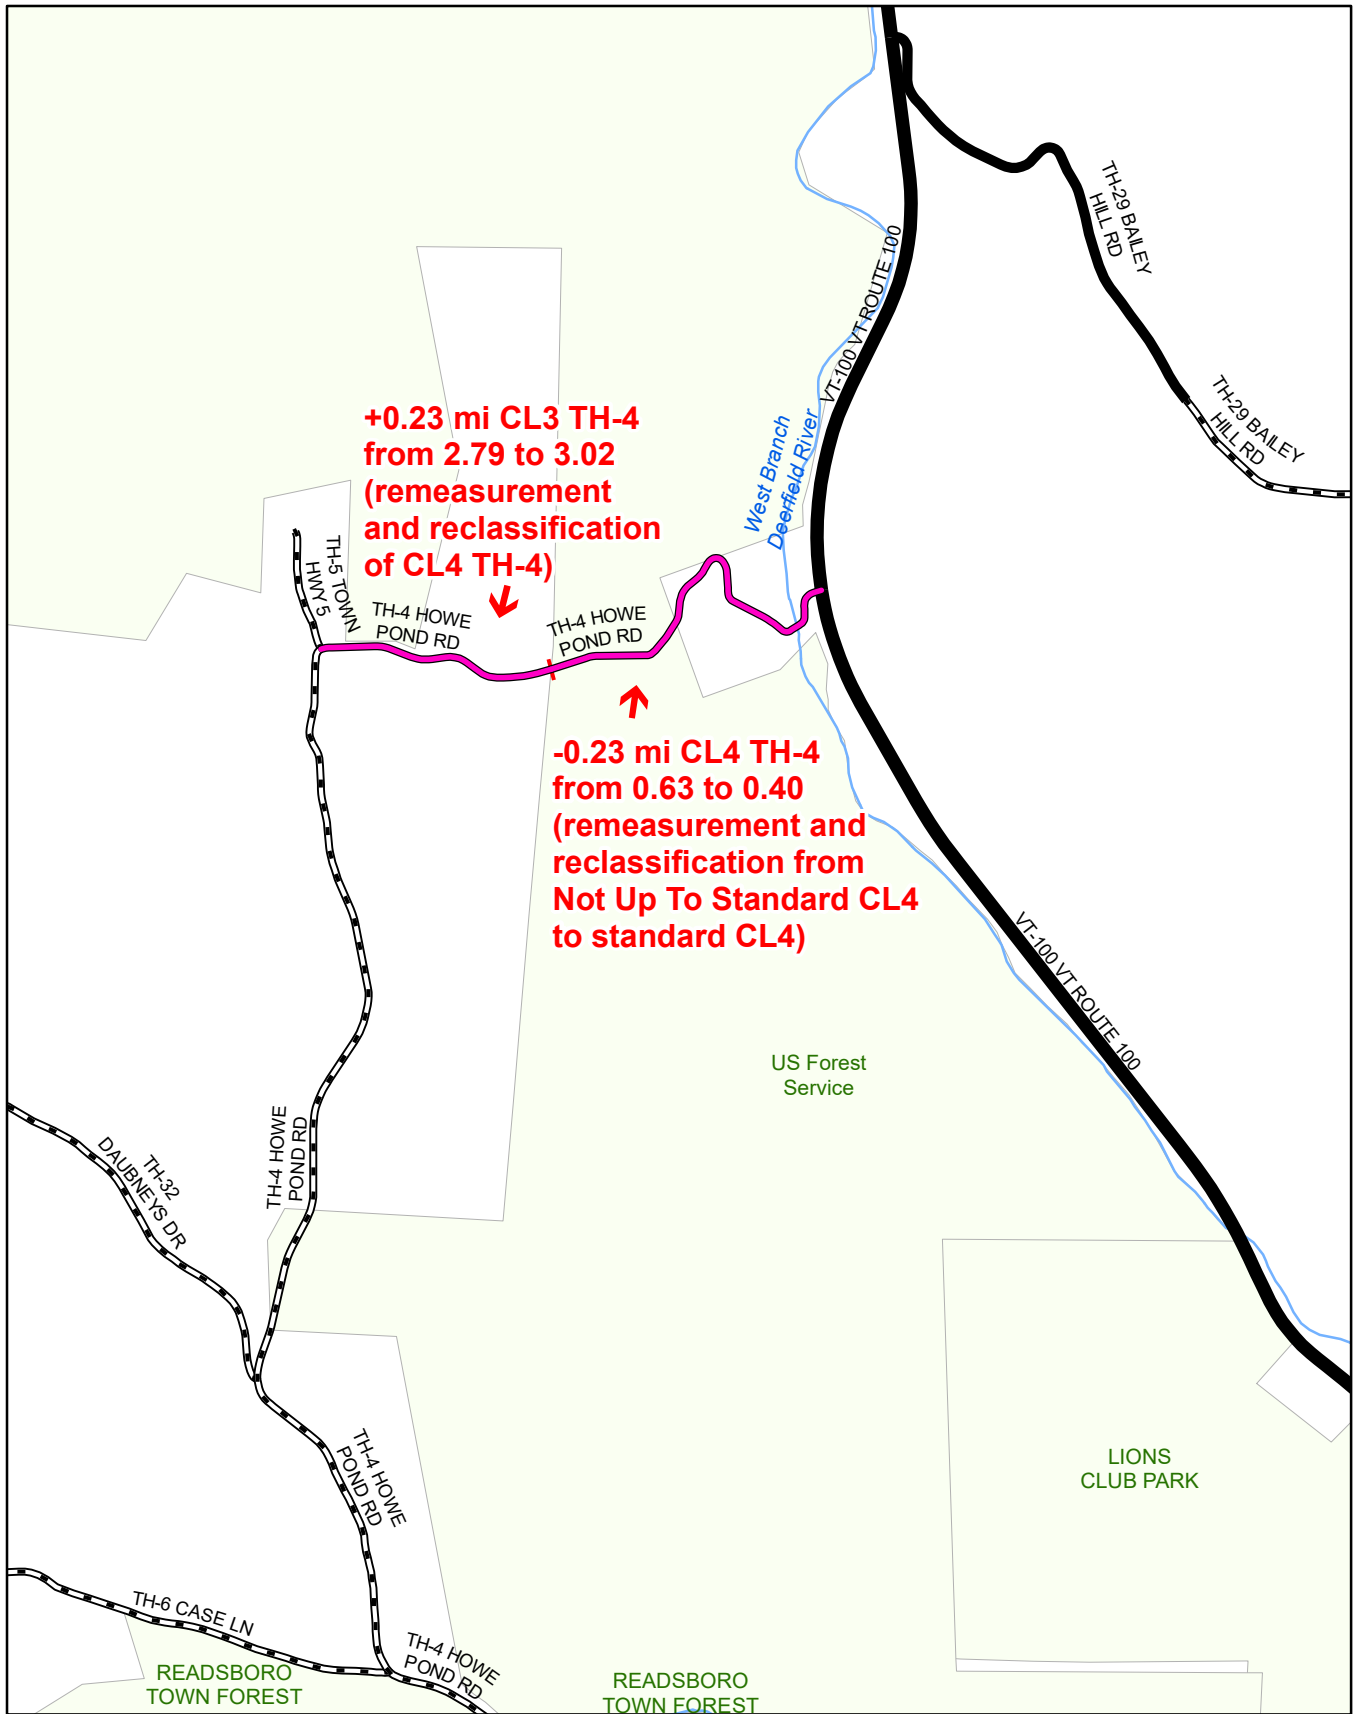 TH-29 BAILEY
HILL RD
VT-100 VT ROUTE 100
TH-29 BAILEY
HILL RD
+0.23 mi CL3 TH-4
from 2.79 to 3.02
(remeasurement
and reclassification
of CL4 TH-4)
West Branch
Deerfield River
TH-5 TOWN
HWY 5
TH-4 HOWE
POND RD
TH-4 HOWE
POND RD
-0.23 mi CL4 TH-4
from 0.63 to 0.40
(remeasurement and
reclassification from
Not Up To Standard CL4
to standard CL4)
VT-100 VT ROUTE 100
US Forest
Service
TH-4 HOWE
POND RD
TH-32
DAUBNEYS DR
TH-4 HOWE
POND RD
LIONS
CLUB PARK
TH-6 CASE LN
TH-4 HOWE
POND RD
READSBORO
TOWN FOREST
READSBORO
TOWN FOREST